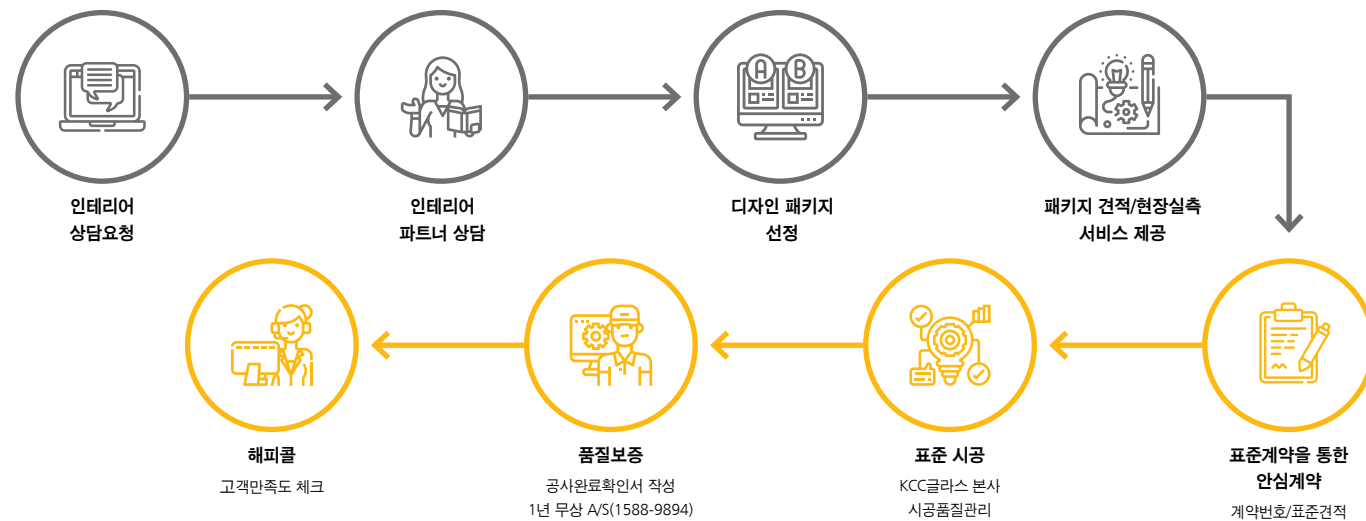 A B
인테리어
상담요청
인테리어
파트너 상담
디자인 패키지
선정
패키지 견적/현장실측
서비스 제공
표준계약을 통한
안심계약
계약번호/표준견적
표준 시공
KCC글라스 본사
시공품질관리
품질보증
공사완료확인서 작성
1년 무상 A/S(1588-9894)
해피콜
고객만족도 체크